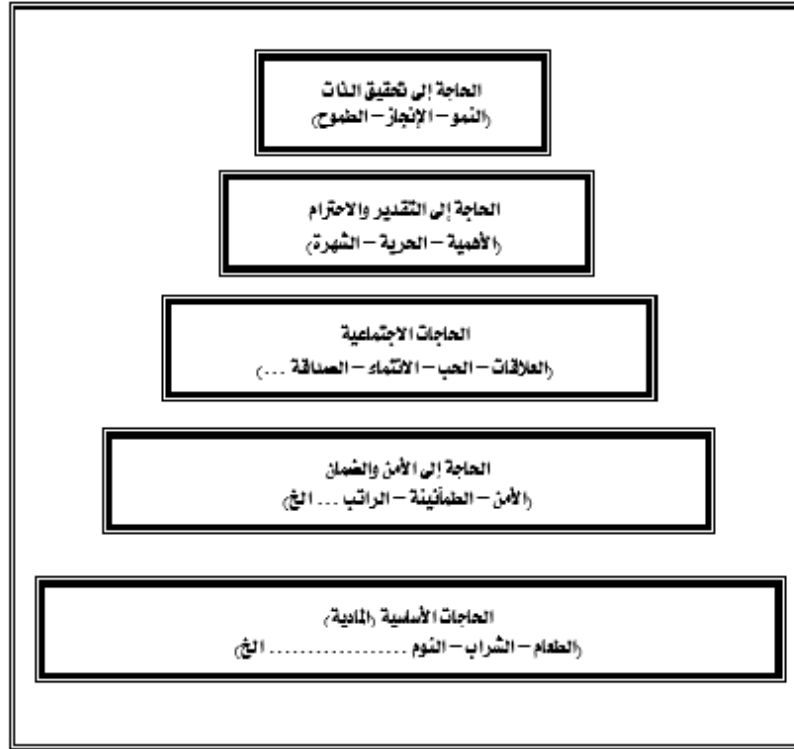 الحاجة إلى تحقيق الذات
(النمو – الإنجاز – الطموح)
الحاجة إلى التقدير والاحترام
(الأهمية – الحرية – الشهرة)
الحاجات الاجتماعية
(العلاقات – الحب – الانتماء – الصداقة ...)
الحاجة إلى الأمن والضمان
(الأمن – الطمأنينة – الراتب ... الخ)
الحاجات الأساسية (المادية)
(الطعام – الشراب – النوم .................. الخ)